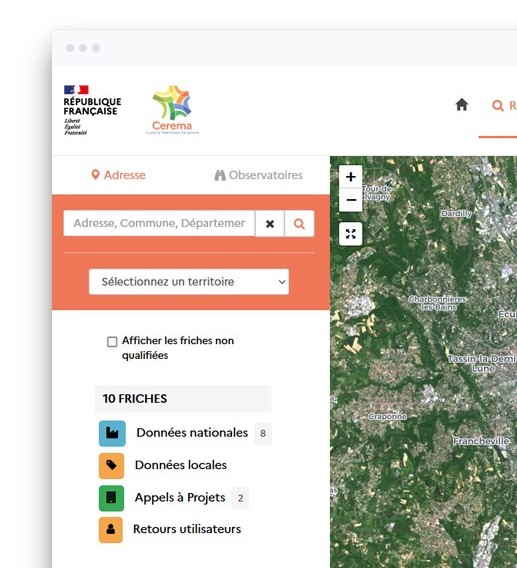 RÉPUBLIQUE
FRANÇAISE
Liberté
Égalité
Fraternité
Cerema
R
Adresse
Observatoires
Adresse, Commune, Départemer
Sélectionnez un territoire
Afficher les friches non
qualifiées
10 FRICHES
Données nationales 8
Données locales
Appels à Projets 2
Retours utilisateurs
+
−
Tour-de-
alvagny
Dardilly
Charbonnières-
les-Bains
Écu
Tassin-la-Demi
Lune
Craponne
Francheville